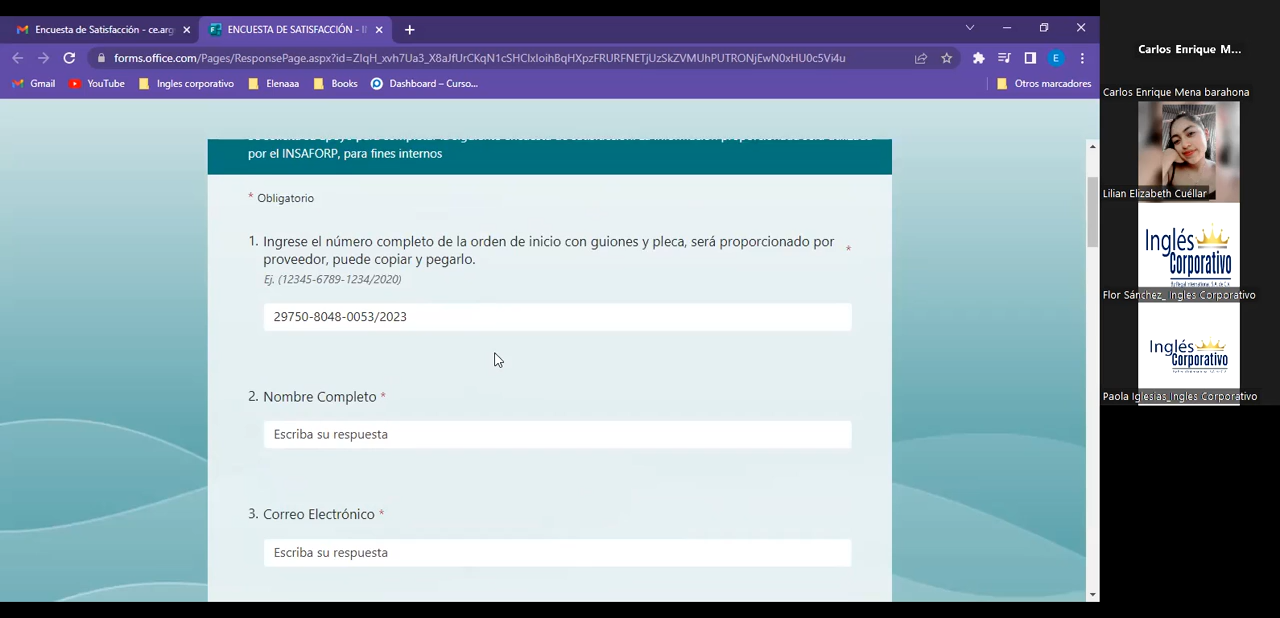 Encuesta de Satisfacción - ce.arg
ENCUESTA DE SATISFACCIÓN - I
forms.office.com/Pages/ResponsePage.aspx?id=
E
Gmail
YouTube
Ingles corporativo
Elenaaa
Books
Dashboard – Curso...
Otros marcadores
por el INSAFORP, para fines internos
* Obligatorio
1. Ingrese el número completo de la orden de inicio con guiones y pleca, será proporcionado por *
proveedor, puede copiar y pegarlo.
Ej. (12345-6789-1234/2020)
29750-8048-0053/2023
2. Nombre Completo *
Escriba su respuesta
3. Correo Electrónico *
Escriba su respuesta
Carlos Enrique M...
Carlos Enrique Mena barahona
Lilian Elizabeth Cuéllar
Inglés
Corporativo
Flor Sánchez_ Ingles Corporativo
Inglés
Corporativo
Paola Iglesias_Ingles Corporativo